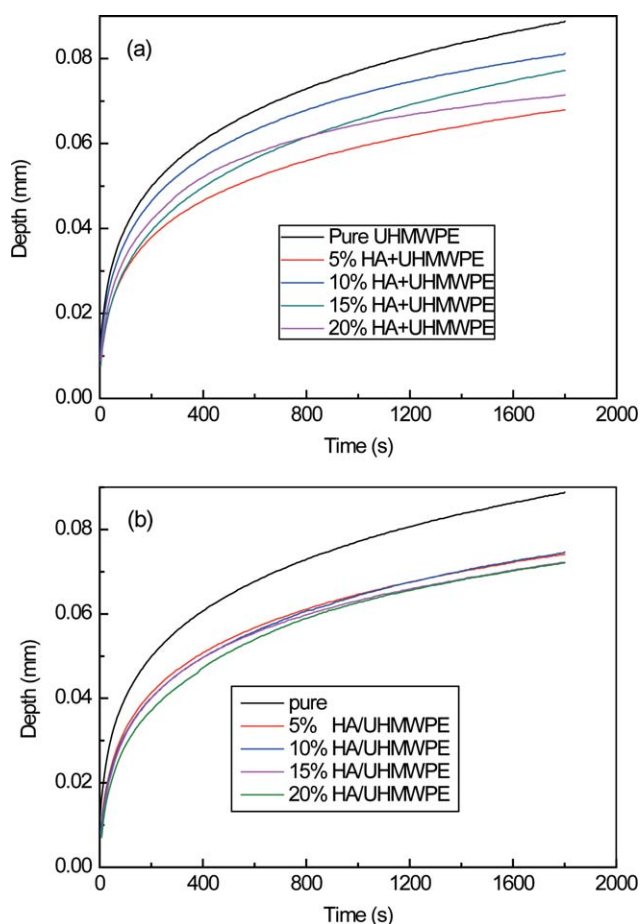 (a)
0.08
0.06
0.04
0.02
0.00
Depth (mm)
Pure UHMWPE
5% HA+UHMWPE
10% HA+UHMWPE
15% HA+UHMWPE
20% HA+UHMWPE
0 400 800 1200 1600 2000
Time (s)
(b)
0.08
0.06
0.04
0.02
0.00
Depth (mm)
pure
5% HA/UHMWPE
10% HA/UHMWPE
15% HA/UHMWPE
20% HA/UHMWPE
0 400 800 1200 1600 2000
Time (s)